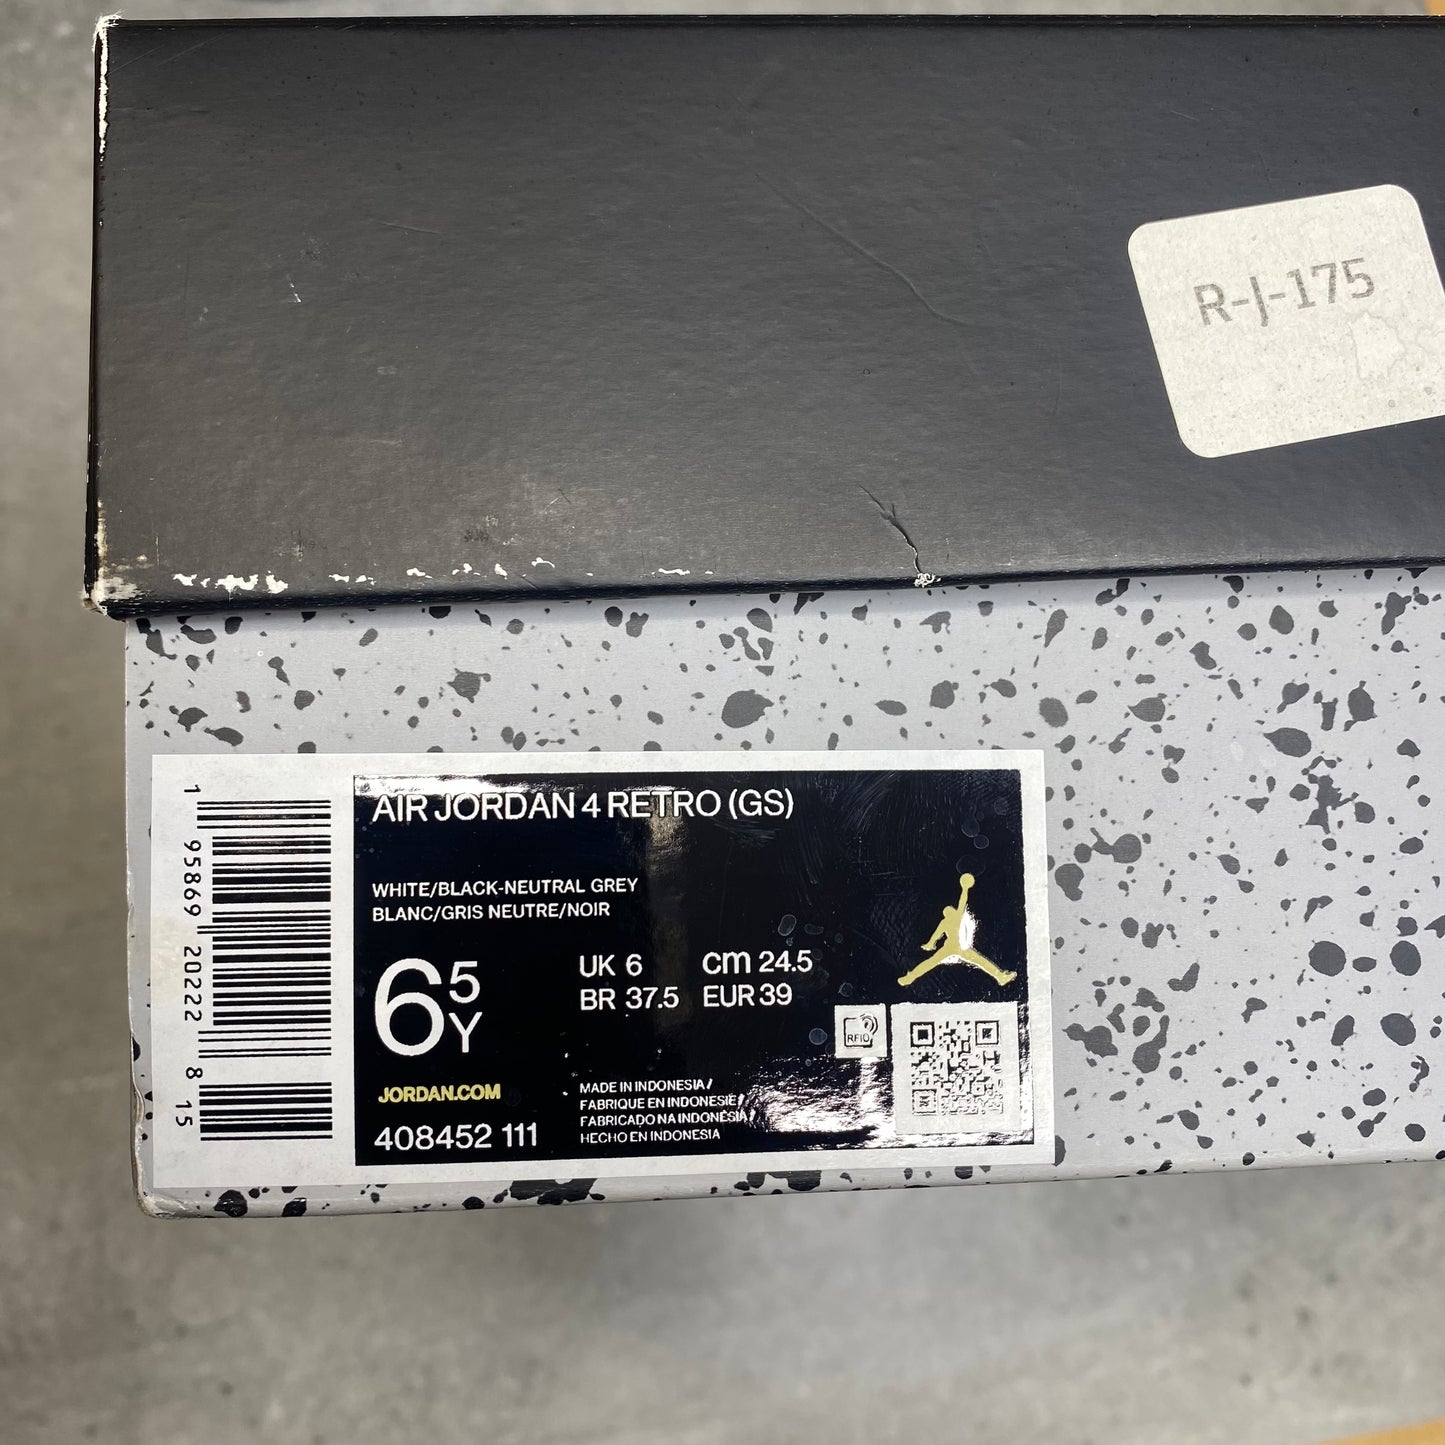 R-J-175
AIR JORDAN 4 RETRO (GS)
WHITE/BLACK-NEUTRAL GREY
BLANC/GRIS NEUTRE/NOIR
6 5 Y
UK 6 cm 24.5
BR 37.5 EUR 39
RFID
JORDAN.COM
408452 111
MADE IN INDONESIA /
FABRIQUE EN INDONESIE /
FABRICADO NA INDONÉSIA /
HECHO EN INDONESIA
1 95869 20222 8 15